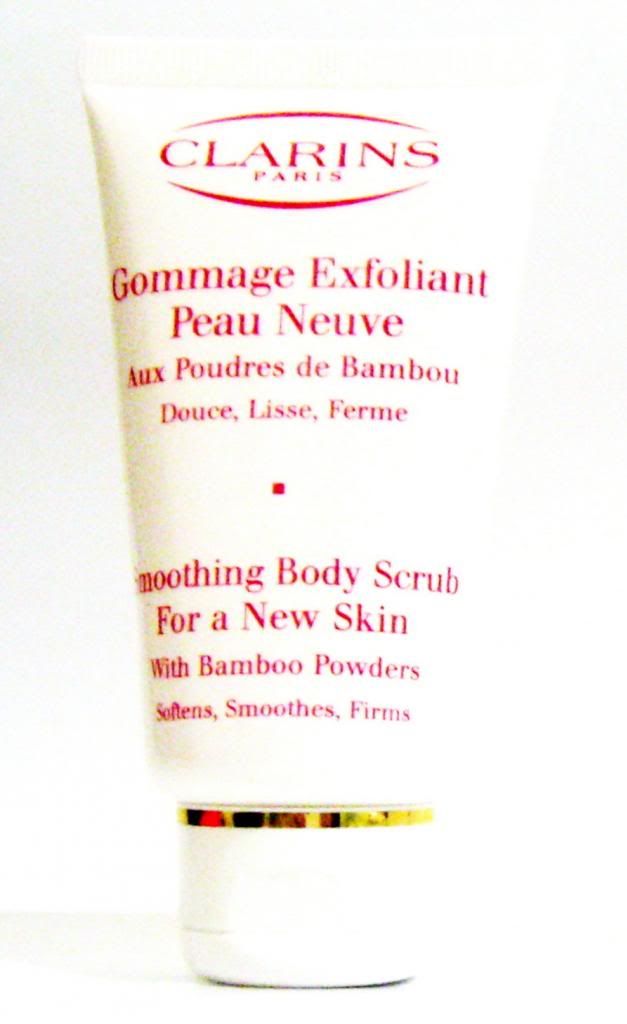 CLARINS
PARIS
Gommage Exfoliant
Peau Neuve
Aux Poudres de Bambou
Douce, Lisse, Ferme
Smoothing Body Scrub
For a New Skin
With Bamboo Powders
Softens, Smoothes, Firms